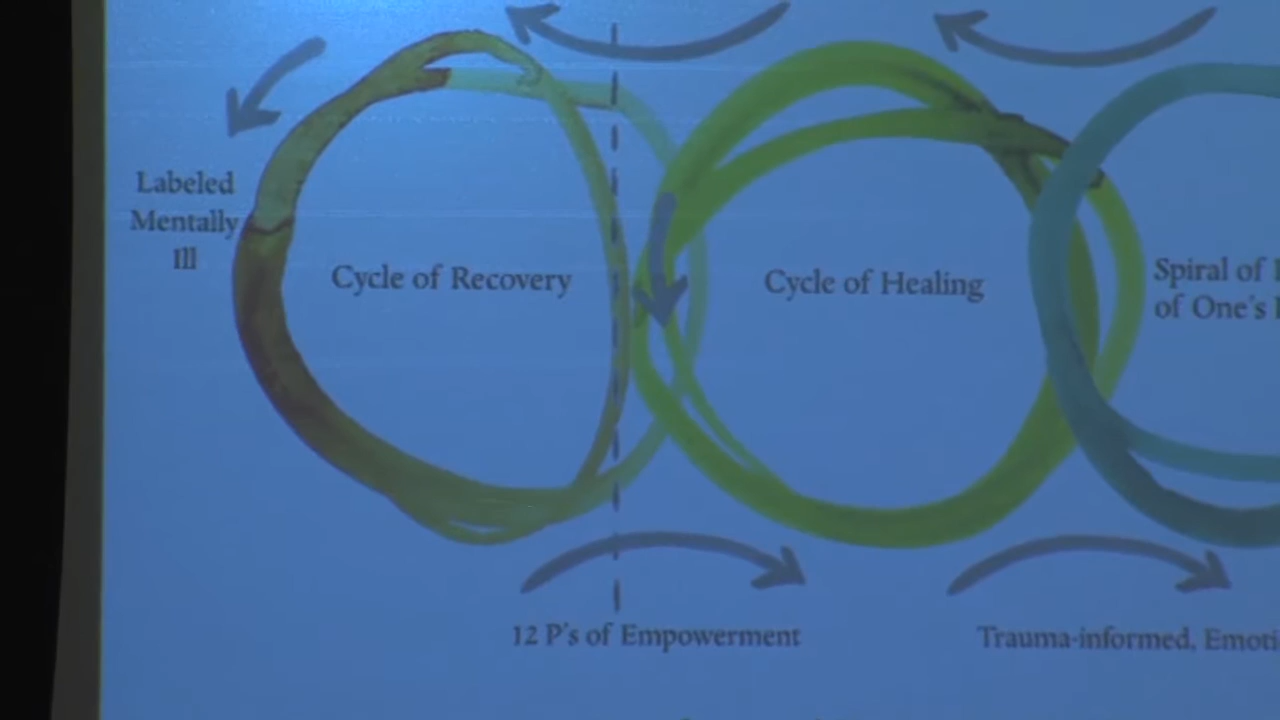 Labeled
Mentally
Ill
Cycle of Recovery
Cycle of Healing
Spiral of
of One's
12 P's of Empowerment
Trauma-informed,